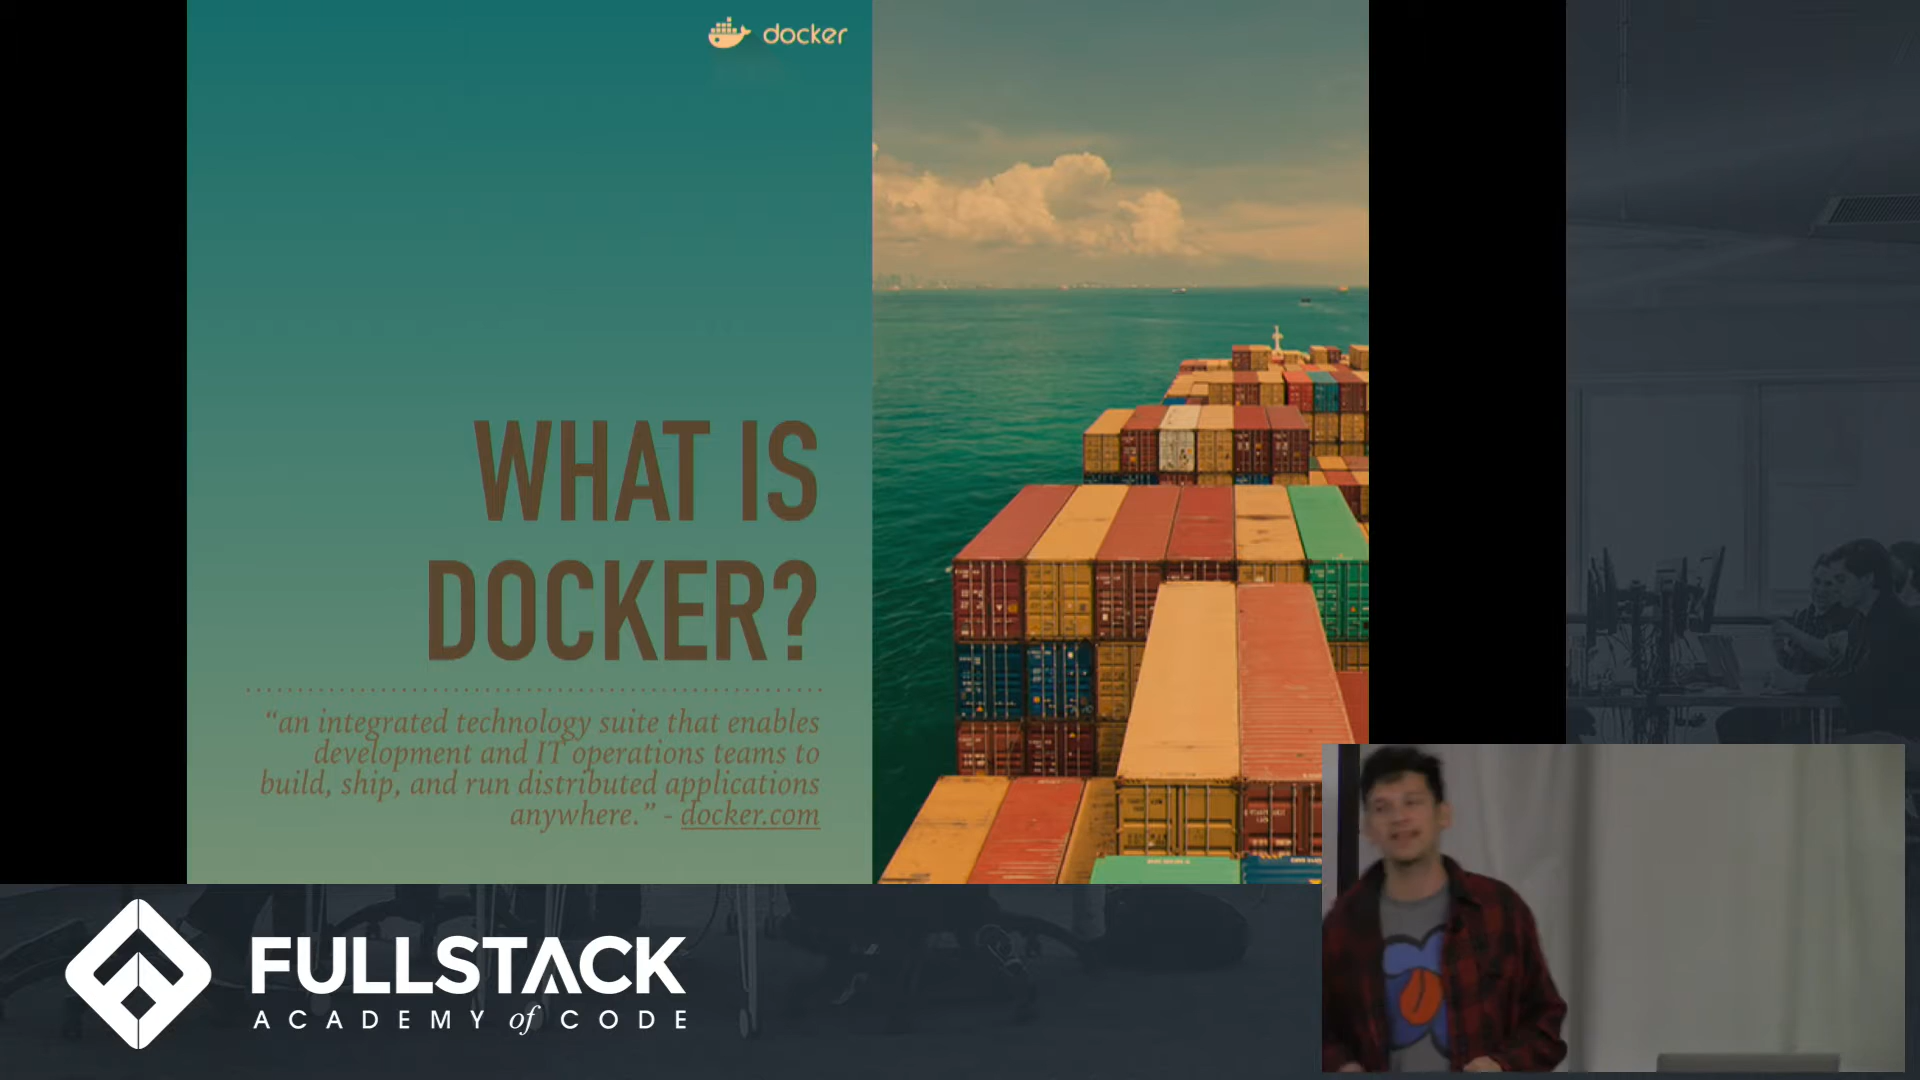 docker
WHAT IS
DOCKER?
“an integrated technology suite that enables
development and IT operations teams to
build, ship, and run distributed applications
anywhere.” - docker.com
FULLSTACK
ACADEMY of CODE